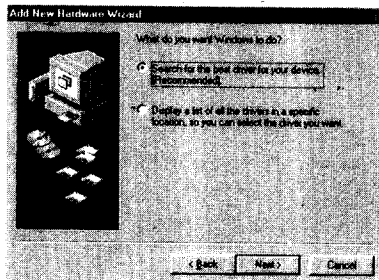 Add New Hardware Wizard
What do you want Windows to do?
Search for the best driver for your device.
(Recommended).
Display a list of all the drivers in a specific
location, so you can select the driver you want.
< Back
Next >
Cancel